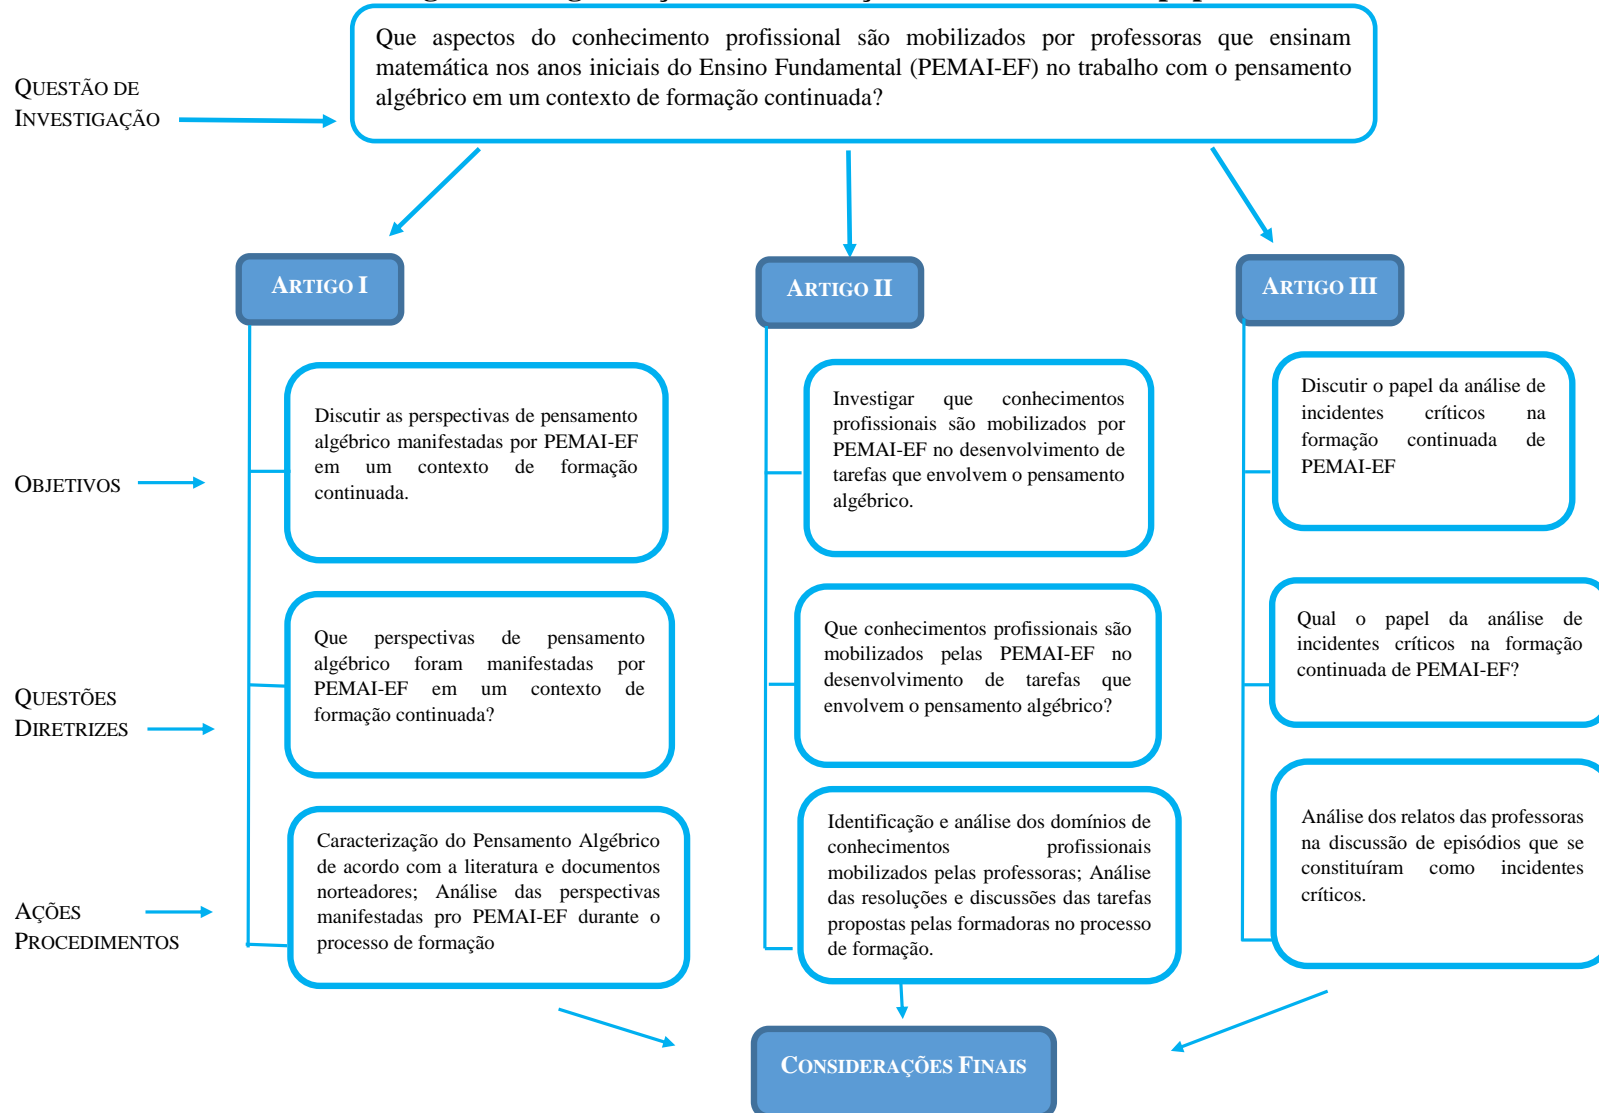 Que aspectos do conhecimento profissional são mobilizados por professoras que ensinam
matemática nos anos iniciais do Ensino Fundamental (PEMAI-EF) no trabalho com o pensamento
algébrico em um contexto de formação continuada?
QUESTÃO DE
INVESTIGAÇÃO
ARTIGO I
ARTIGO II
ARTIGO III
OBJETIVOS
Discutir as perspectivas de pensamento
algébrico manifestadas por PEMAI-EF
em um contexto de formação
continuada.
Investigar que conhecimentos
profissionais são mobilizados por
PEMAI-EF no desenvolvimento de
tarefas que envolvem o pensamento
algébrico.
Discutir o papel da análise de
incidentes críticos na
formação continuada de
PEMAI-EF
QUESTÕES
DIRETRIZES
Que perspectivas de pensamento
algébrico foram manifestadas por
PEMAI-EF em um contexto de
formação continuada?
Que conhecimentos profissionais são
mobilizados pelas PEMAI-EF no
desenvolvimento de tarefas que
envolvem o pensamento algébrico?
Qual o papel da análise de
incidentes críticos na formação
continuada de PEMAI-EF?
AÇÕES
PROCEDIMENTOS
Caracterização do Pensamento Algébrico
de acordo com a literatura e documentos
norteadores; Análise das perspectivas
manifestadas pro PEMAI-EF durante o
processo de formação
Identificação e análise dos domínios de
conhecimentos profissionais
mobilizados pelas professoras; Análise
das resoluções e discussões das tarefas
propostas pelas formadoras no processo
de formação.
Análise dos relatos das professoras
na discussão de episódios que se
constituíram como incidentes
críticos.
CONSIDERAÇÕES FINAIS